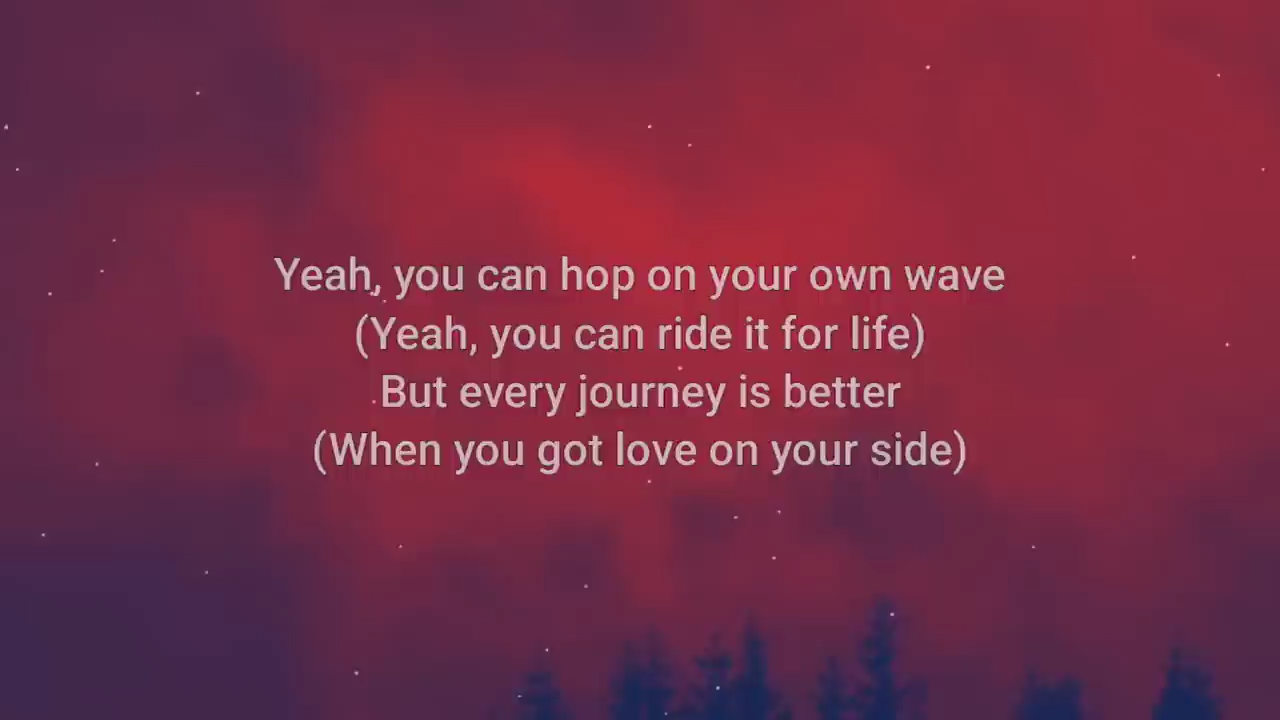 Yeah, you can hop on your own wave
(Yeah, you can ride it for life)
But every journey is better
(When you got love on your side)